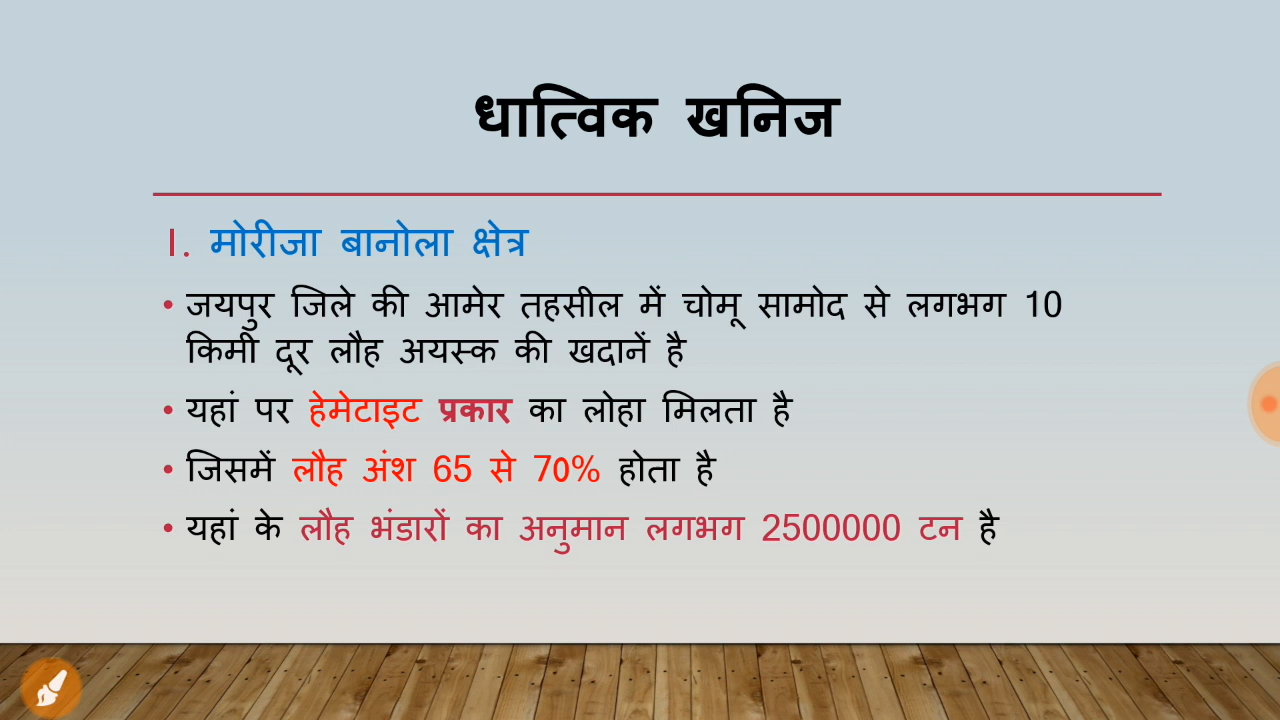 धात्विक खनिज
I. मोरीजा बानोला क्षेत्र
• जयपुर जिले की आमेर तहसील में चोमू सामोद से लगभग 10
किमी दूर लौह अयस्क की खदानें है
• यहां पर हेमेटाइट प्रकार का लोहा मिलता है
• जिसमें लौह अंश 65 से 70% होता है
• यहां के लौह भंडारों का अनुमान लगभग 2500000 टन है